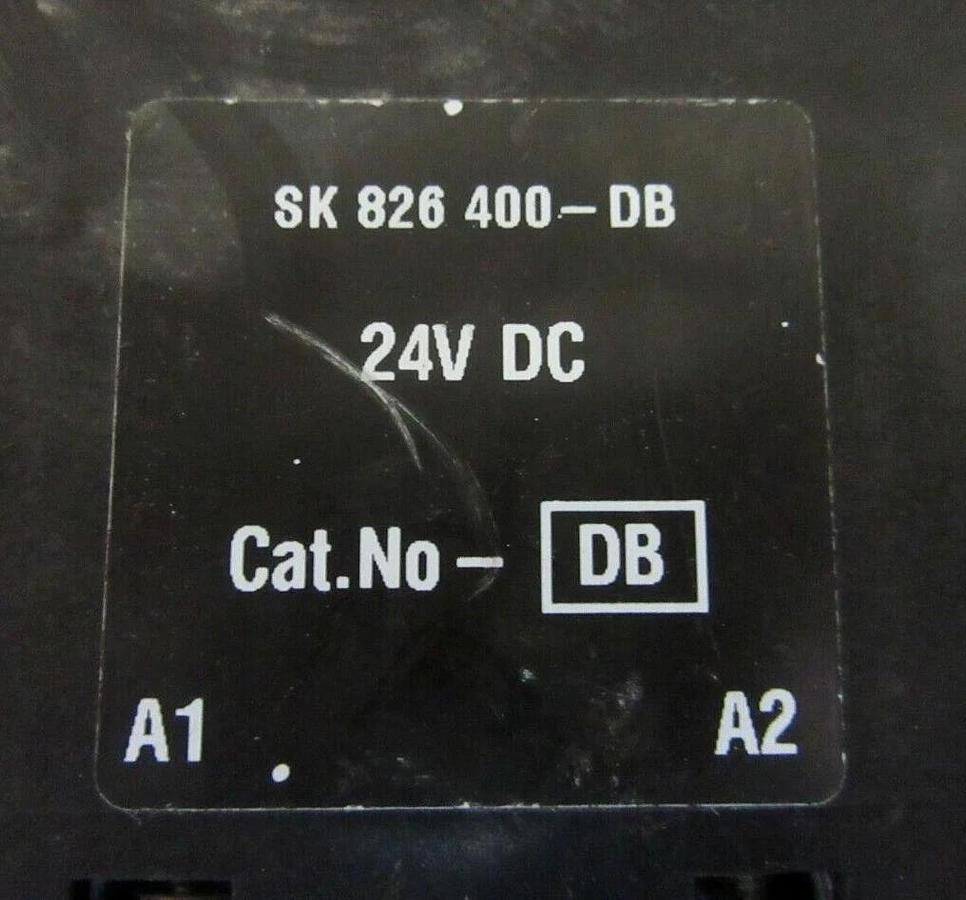 SK 826 400-DB
24V DC
Cat.No- DB
A1 A2